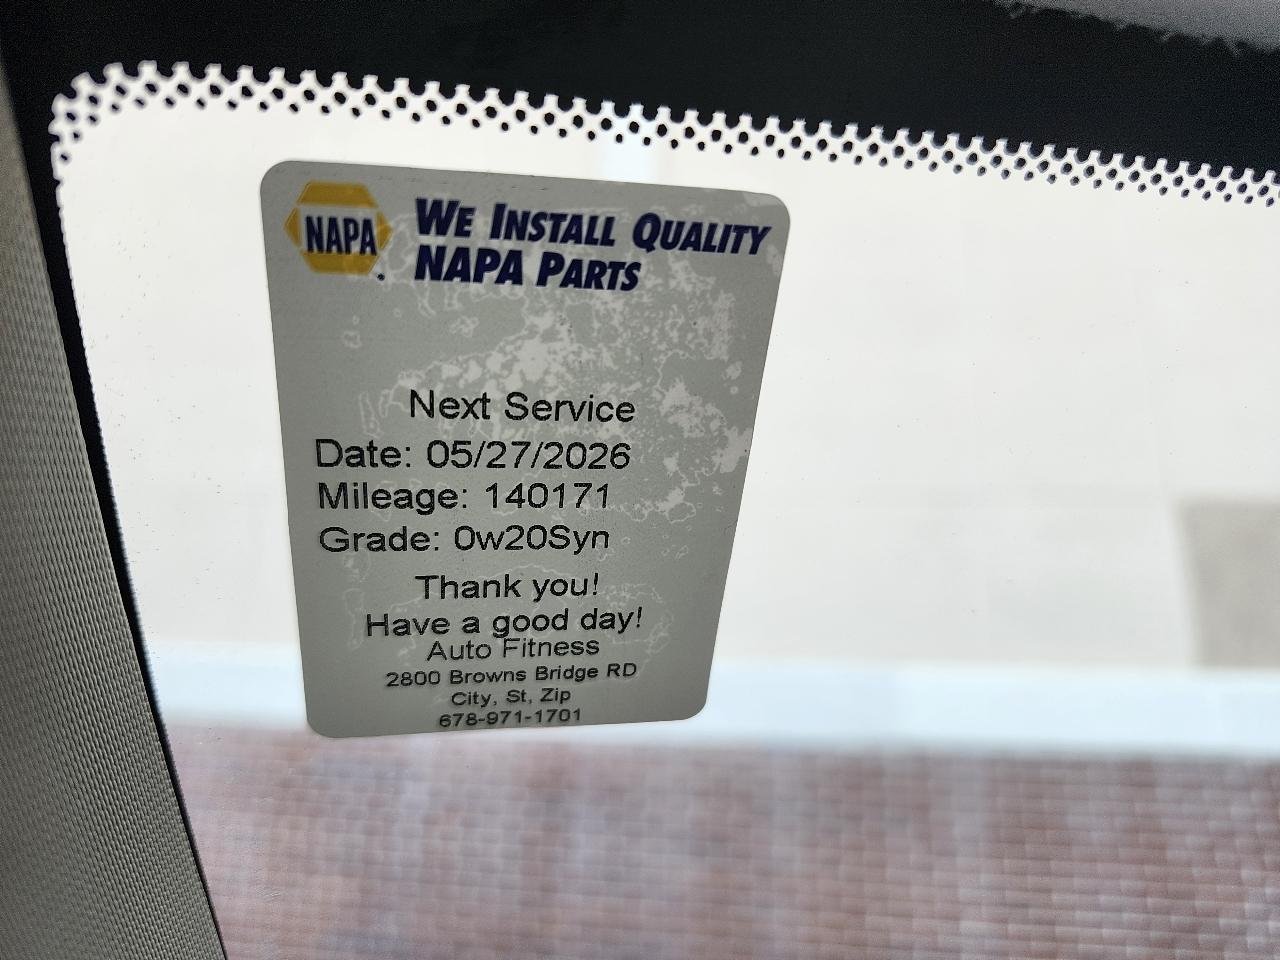 NAPA
WE INSTALL QUALITY
NAPA PARTS
Next Service
Date: 05/27/2026
Mileage: 140171
Grade: 0w20Syn
Thank you!
Have a good day!
Auto Fitness
2800 Browns Bridge RD
City, St, Zip
678-971-1701